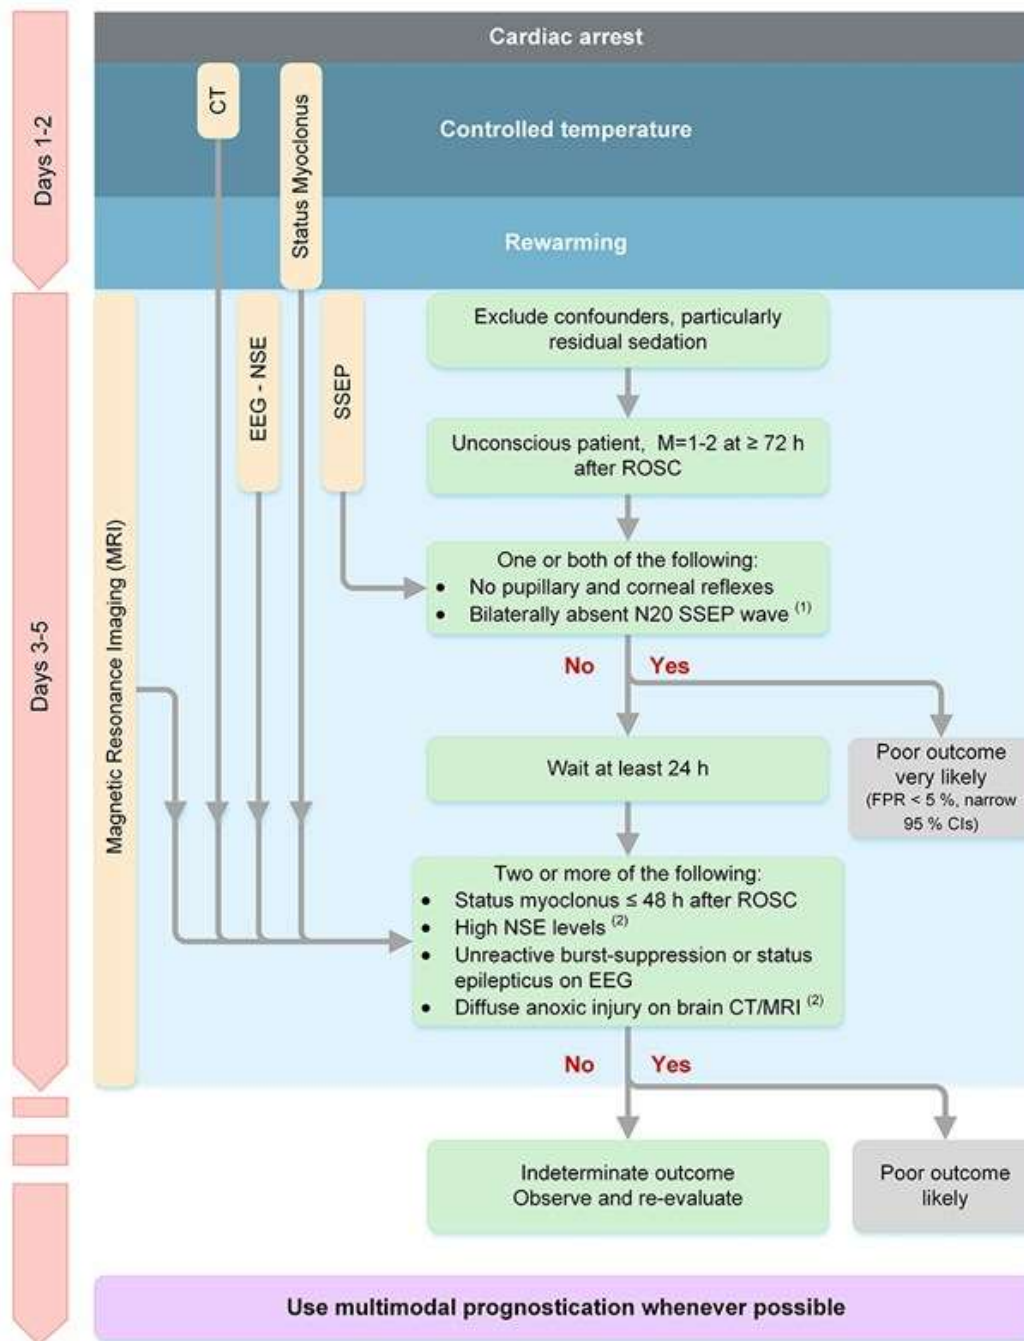 Cardiac arrest
Days 1-2
CT
Status Myoclonus
Controlled temperature
Rewarming
Days 3-5
Magnetic Resonance Imaging (MRI)
EEG - NSE
SSEP
Exclude confounders, particularly
residual sedation
Unconscious patient, M=1-2 at ≥ 72 h
after ROSC
One or both of the following:
• No pupillary and corneal reflexes
• Bilaterally absent N20 SSEP wave (1)
No
Yes
Wait at least 24 h
Poor outcome
very likely
(FPR < 5 %, narrow
95 % CIs)
Two or more of the following:
• Status myoclonus ≤ 48 h after ROSC
• High NSE levels (2)
• Unreactive burst-suppression or status
epilepticus on EEG
• Diffuse anoxic injury on brain CT/MRI (2)
No
Yes
Indeterminate outcome
Observe and re-evaluate
Poor outcome
likely
Use multimodal prognostication whenever possible